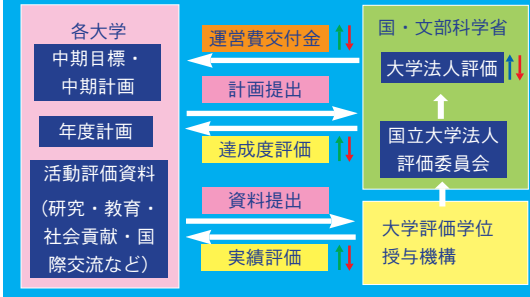 各大学
中期目標・
中期計画
年度計画
活動評価資料
(研究・教育・
社会貢献・国
際交流など)
運営費交付金
計画提出
達成度評価
資料提出
実績評価
国・文部科学省
大学法人評価
国立大学法人
評価委員会
大学評価学位
授与機構